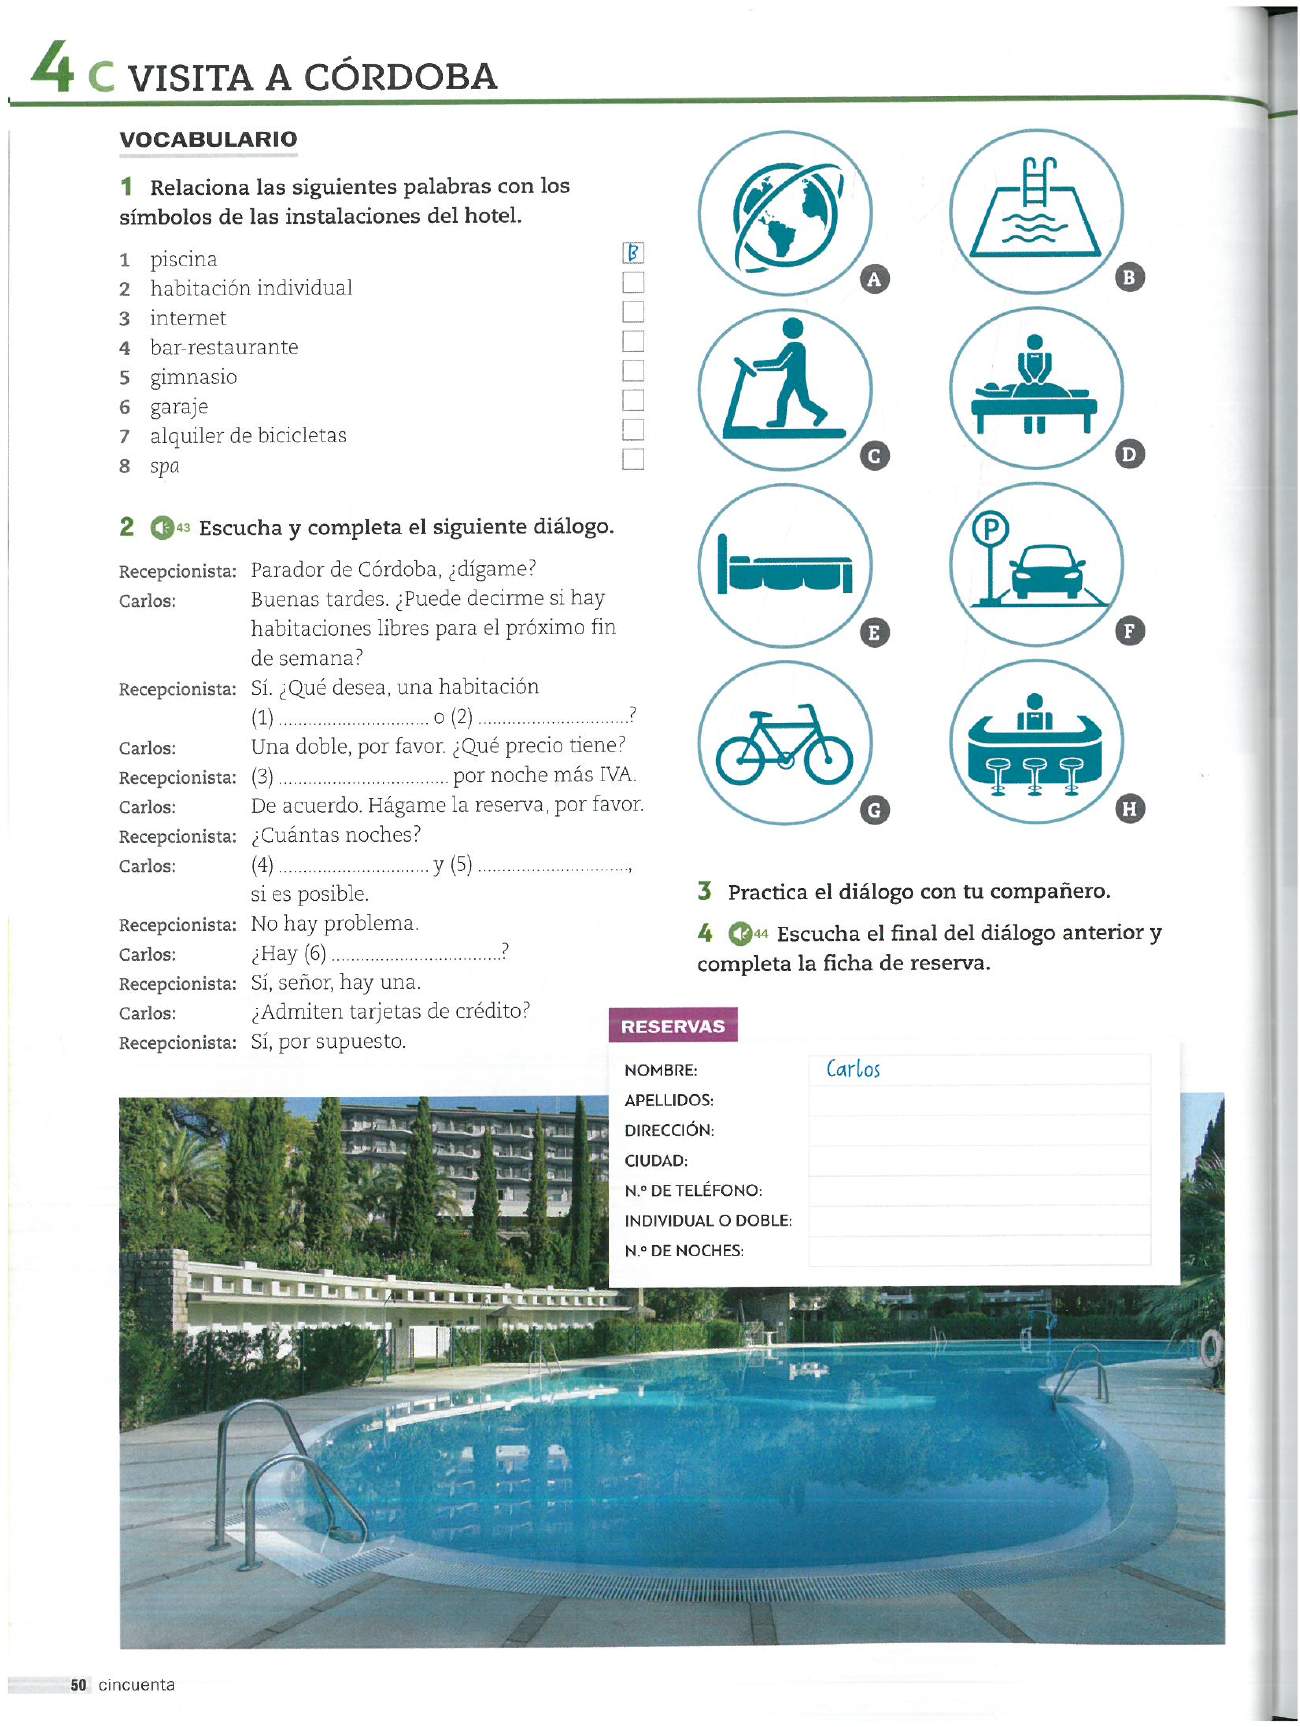 4 C VISITA A CÓRDOBA
VOCABULARIO
1 Relaciona las siguientes palabras con los
símbolos de las instalaciones del hotel.
1 piscina B
2 habitación individual
3 internet
4 bar-restaurante
5 gimnasio
6 garaje
7 alquiler de bicicletas
8 spa
2 43 Escucha y completa el siguiente diálogo.
Recepcionista: Parador de Córdoba, ¿dígame?
Carlos: Buenas tardes. ¿Puede decirme si hay
habitaciones libres para el próximo fin
de semana?
Recepcionista: Sí. ¿Qué desea, una habitación
(1) .............................. o (2) ..............................?
Carlos: Una doble, por favor. ¿Qué precio tiene?
Recepcionista: (3) .................................. por noche más IVA.
Carlos: De acuerdo. Hágame la reserva, por favor.
Recepcionista: ¿Cuántas noches?
Carlos: (4) .............................. y (5) ..............................,
si es posible.
Recepcionista: No hay problema.
Carlos: ¿Hay (6) ..................................?
Recepcionista: Sí, señor, hay una.
Carlos: ¿Admiten tarjetas de crédito?
Recepcionista: Sí, por supuesto.
A
B
C
D
E
P
F
G
H
3 Practica el diálogo con tu compañero.
4 44 Escucha el final del diálogo anterior y
completa la ficha de reserva.
RESERVAS
NOMBRE: Carlos
APELLIDOS:
DIRECCIÓN:
CIUDAD:
N.º DE TELÉFONO:
INDIVIDUAL O DOBLE:
N.º DE NOCHES:
50 cincuenta